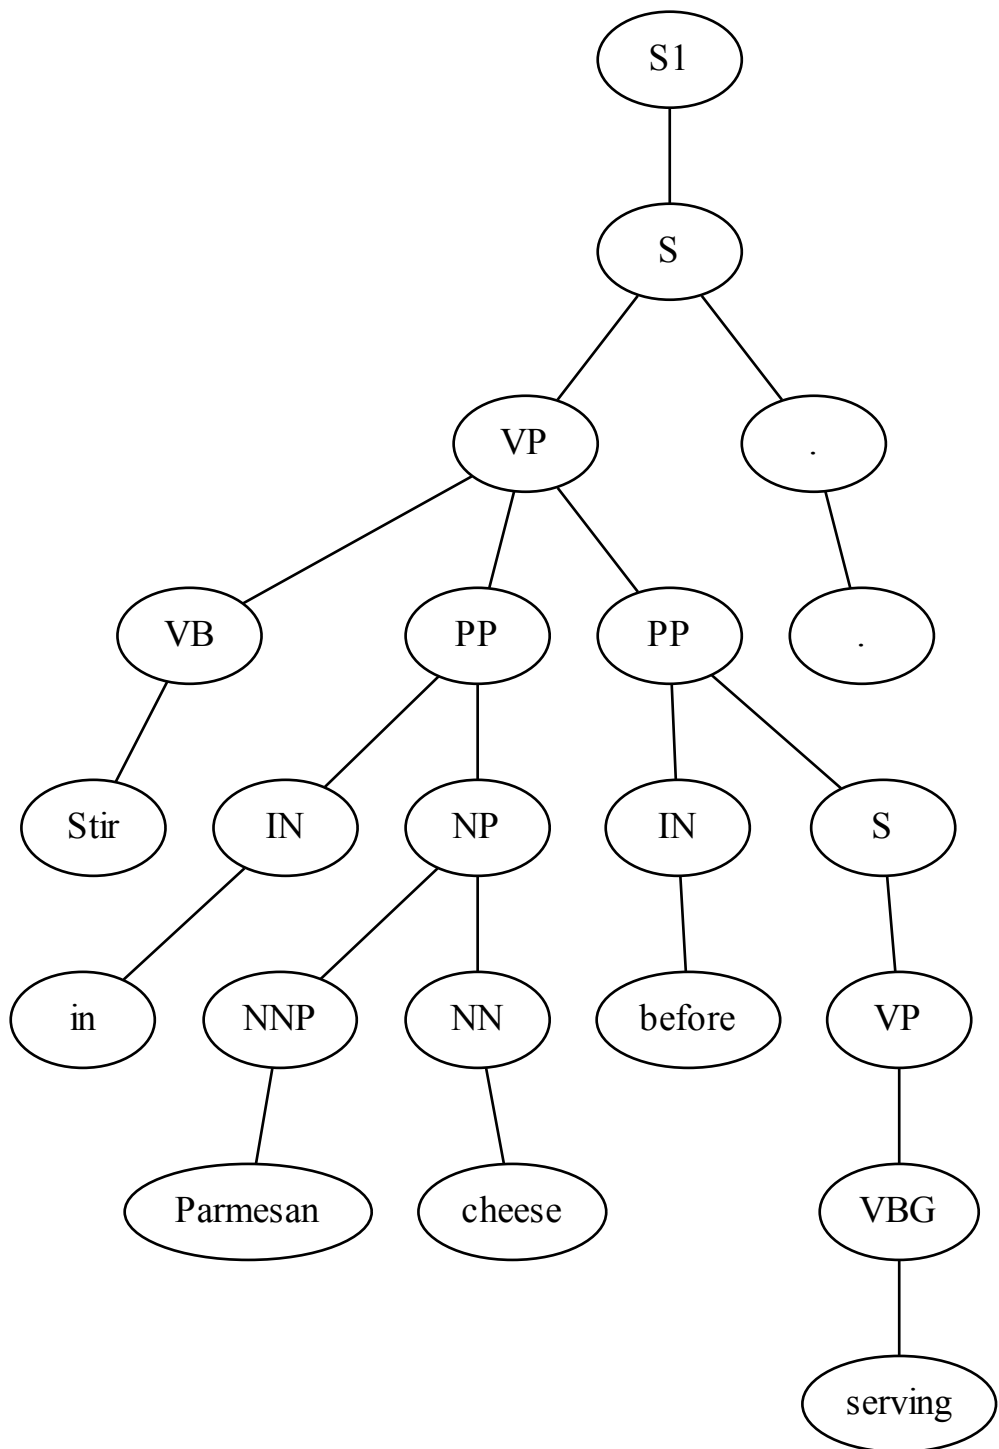 S1
S
VP .
VB PP PP .
Stir IN NP IN S
in NNP NN before VP
Parmesan cheese VBG
serving